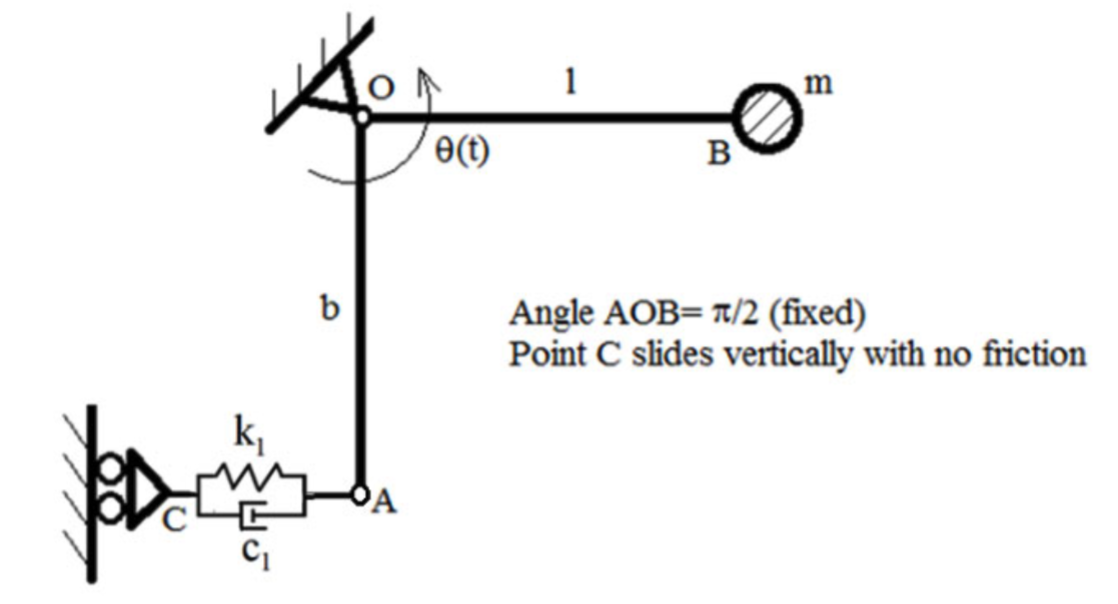 O
l
m
θ(t)
B
b
Angle AOB= π/2 (fixed)
Point C slides vertically with no friction
k₁
A
C
c₁